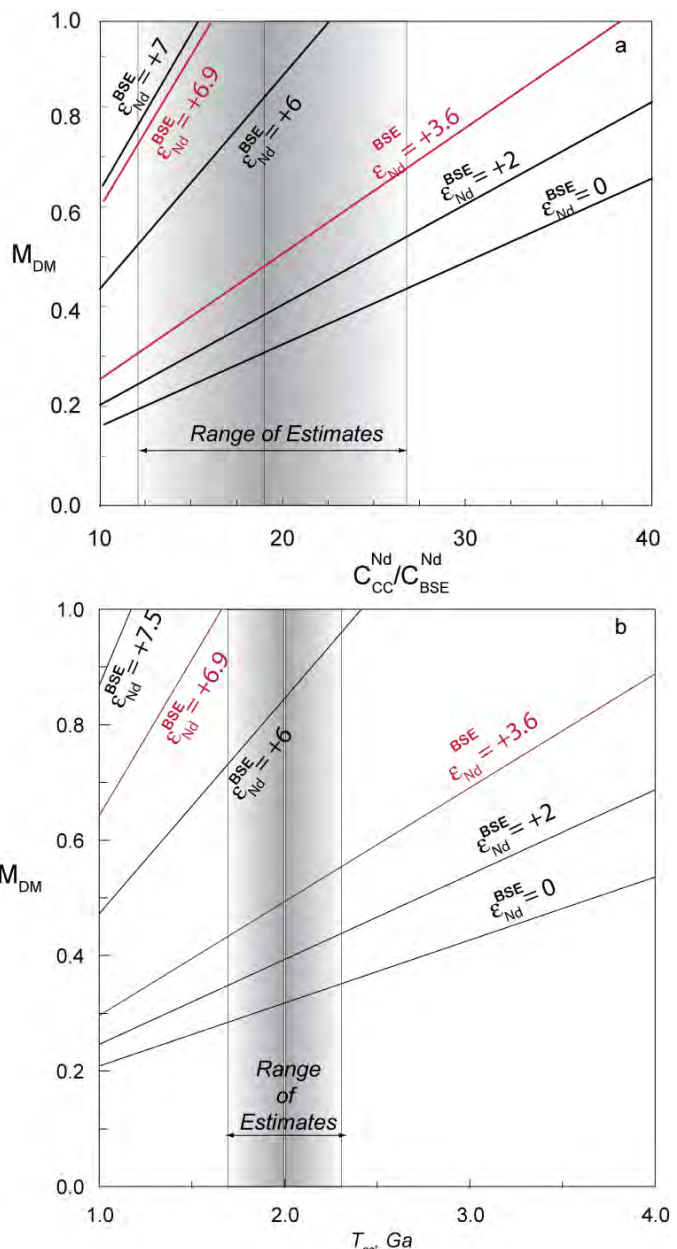 1.0
a
ε_Nd^BSE = +7
ε_Nd^BSE = +6.9
ε_Nd^BSE = +6
ε_Nd^BSE = +3.6
ε_Nd^BSE = +2
ε_Nd^BSE = 0
0.8
0.6
M_DM
0.4
0.2
Range of Estimates
0.0
10
20
30
40
C_CC^Nd/C_BSE^Nd
1.0
b
ε_Nd^BSE = +7.5
ε_Nd^BSE = +6.9
ε_Nd^BSE = +6
ε_Nd^BSE = +3.6
ε_Nd^BSE = +2
ε_Nd^BSE = 0
0.8
0.6
M_DM
0.4
0.2
Range
of
Estimates
0.0
1.0
2.0
3.0
4.0
Ga